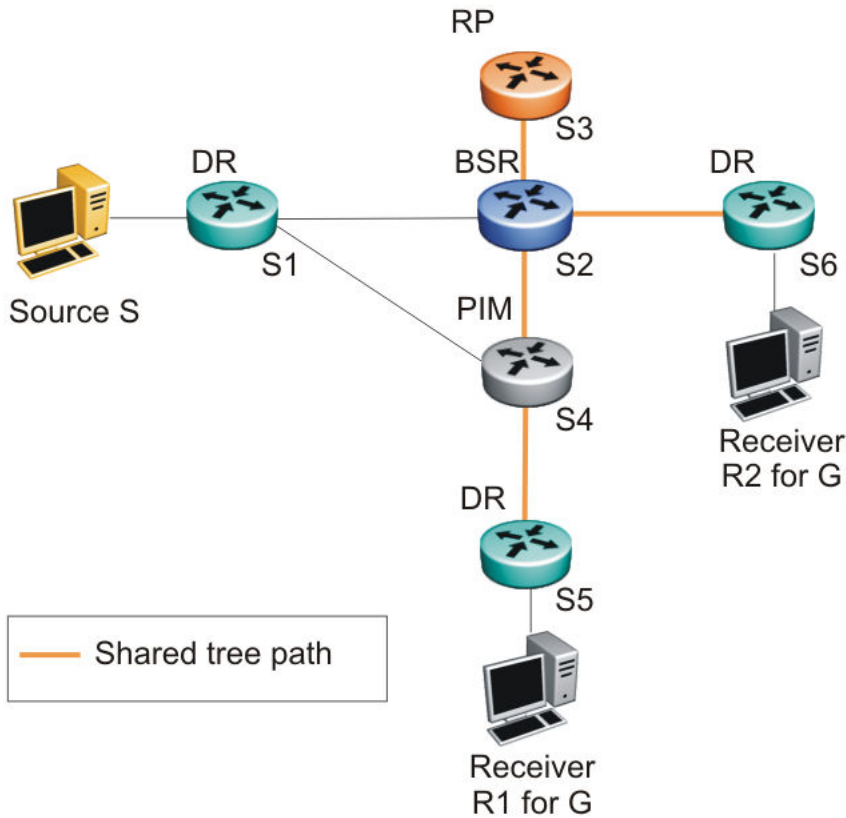 RP
S3
DR
BSR
DR
S1
S2
S6
Source S
PIM
S4
Receiver
R2 for G
DR
S5
Shared tree path
Receiver
R1 for G